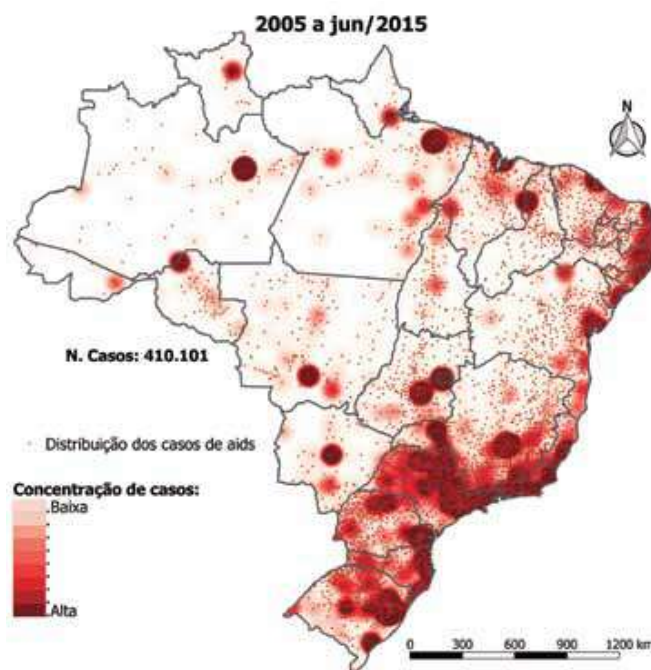 2005 a jun/2015
N
N. Casos: 410.101
Distribuição dos casos de aids
Concentração de casos:
Baixa
Alta
0 300 600 900 1200 km